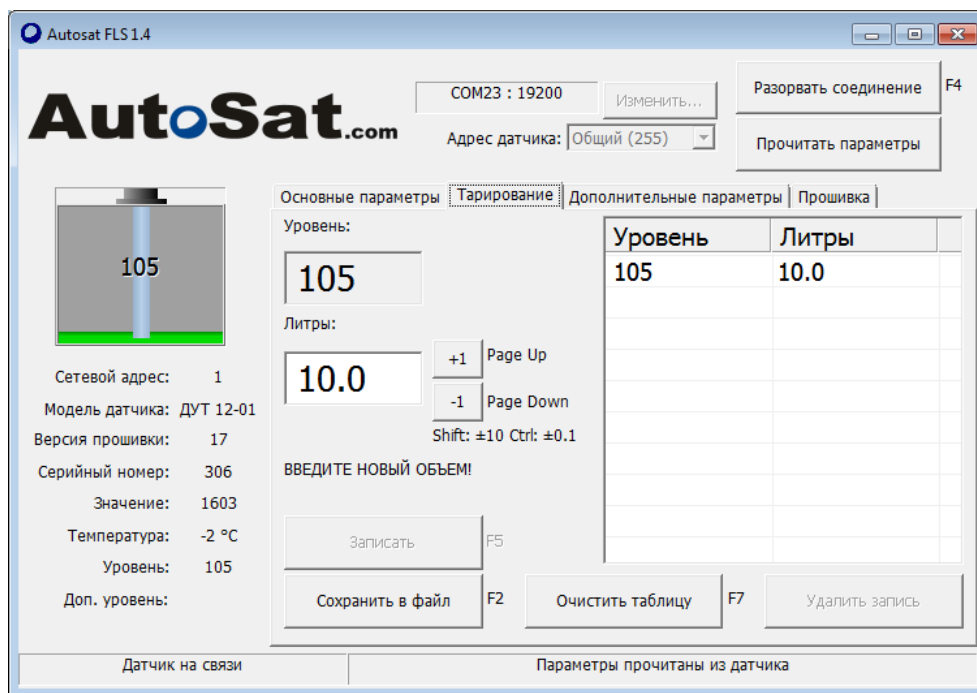 Autosat FLS 1.4
AutoSat.com
COM23 : 19200
Изменить...
Адрес датчика: Общий (255)
Разорвать соединение F4
Прочитать параметры
105
Сетевой адрес: 1
Модель датчика: ДУТ 12-01
Версия прошивки: 17
Серийный номер: 306
Значение: 1603
Температура: -2 °C
Уровень: 105
Доп. уровень:
Основные параметры Тарирование Дополнительные параметры Прошивка
Уровень:
105
Литры:
10.0
+1 Page Up
-1 Page Down
Shift: ±10 Ctrl: ±0.1
ВВЕДИТЕ НОВЫЙ ОБЪЕМ!
Записать F5
Уровень Литры
105 10.0
Сохранить в файл F2 Очистить таблицу F7 Удалить запись
Датчик на связи Параметры прочитаны из датчика